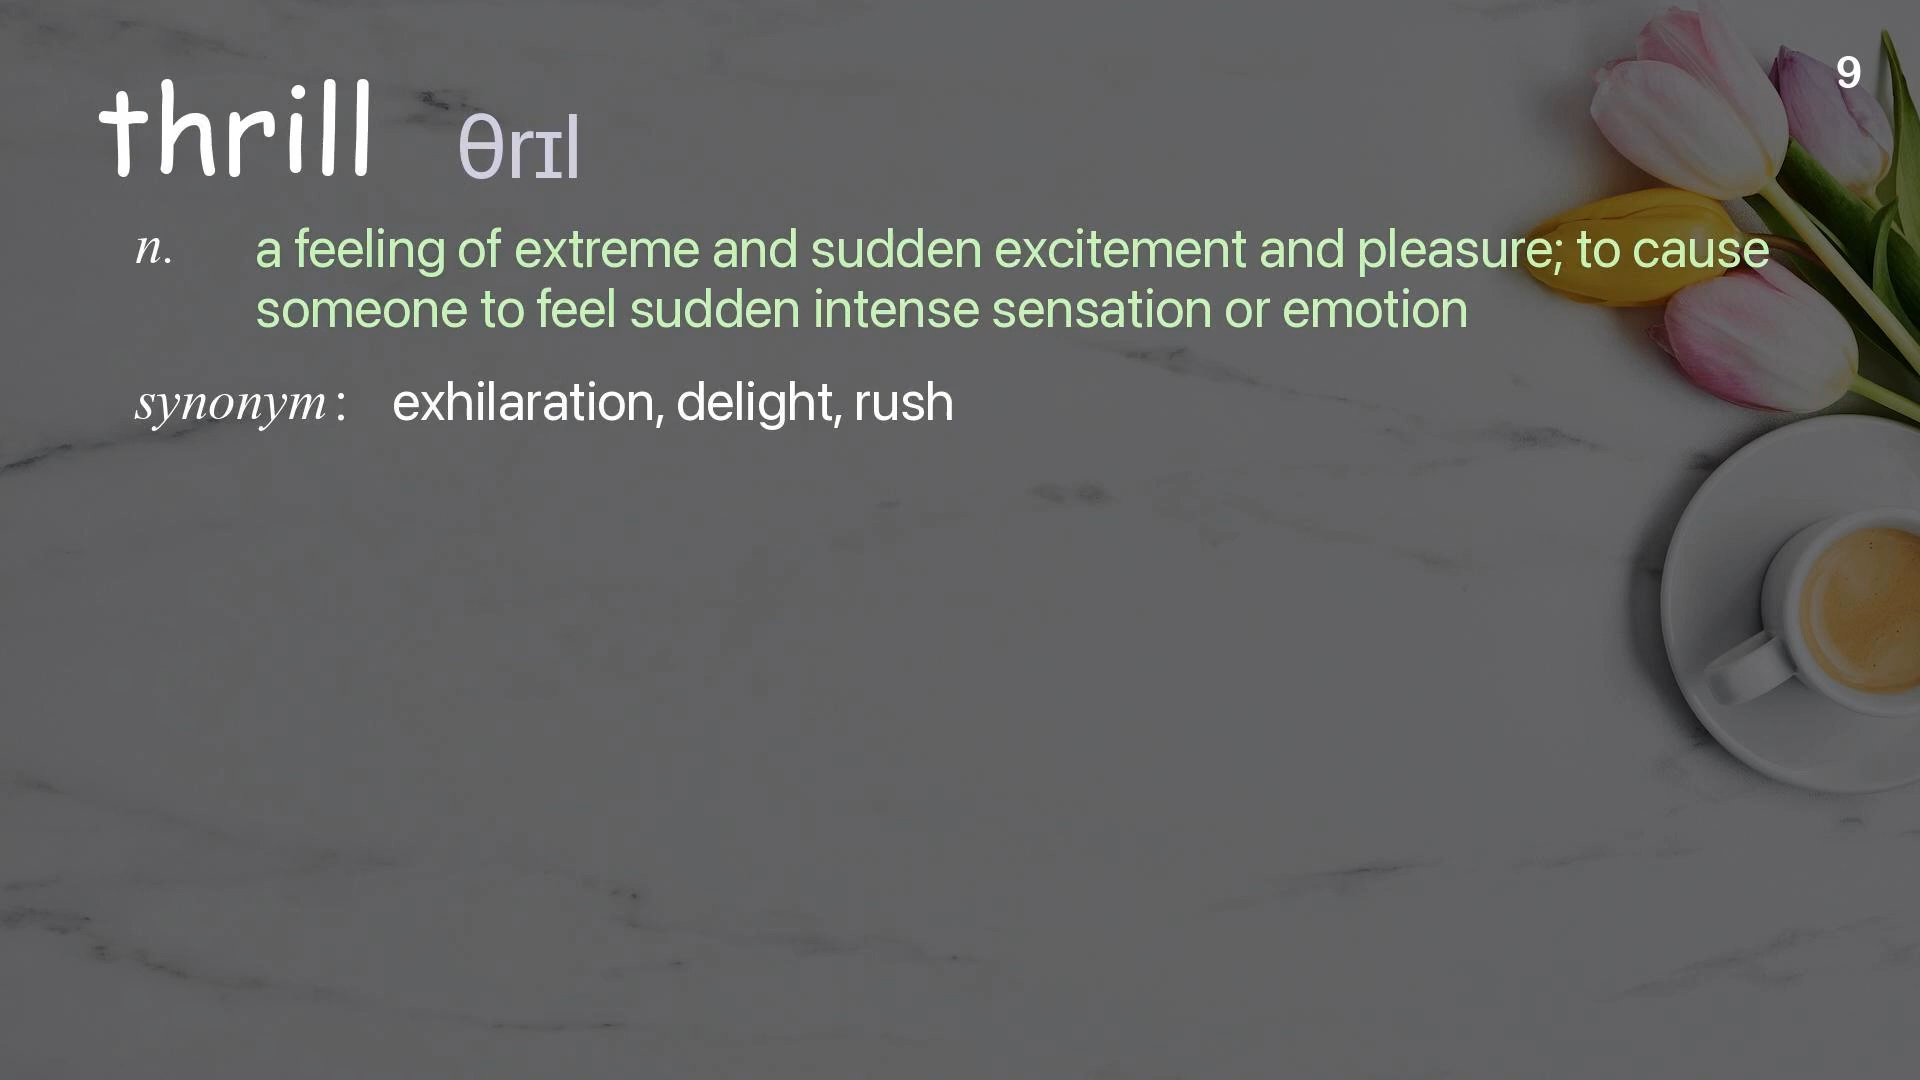 thrill θrɪl
9
n. a feeling of extreme and sudden excitement and pleasure; to cause
someone to feel sudden intense sensation or emotion
synonym: exhilaration, delight, rush